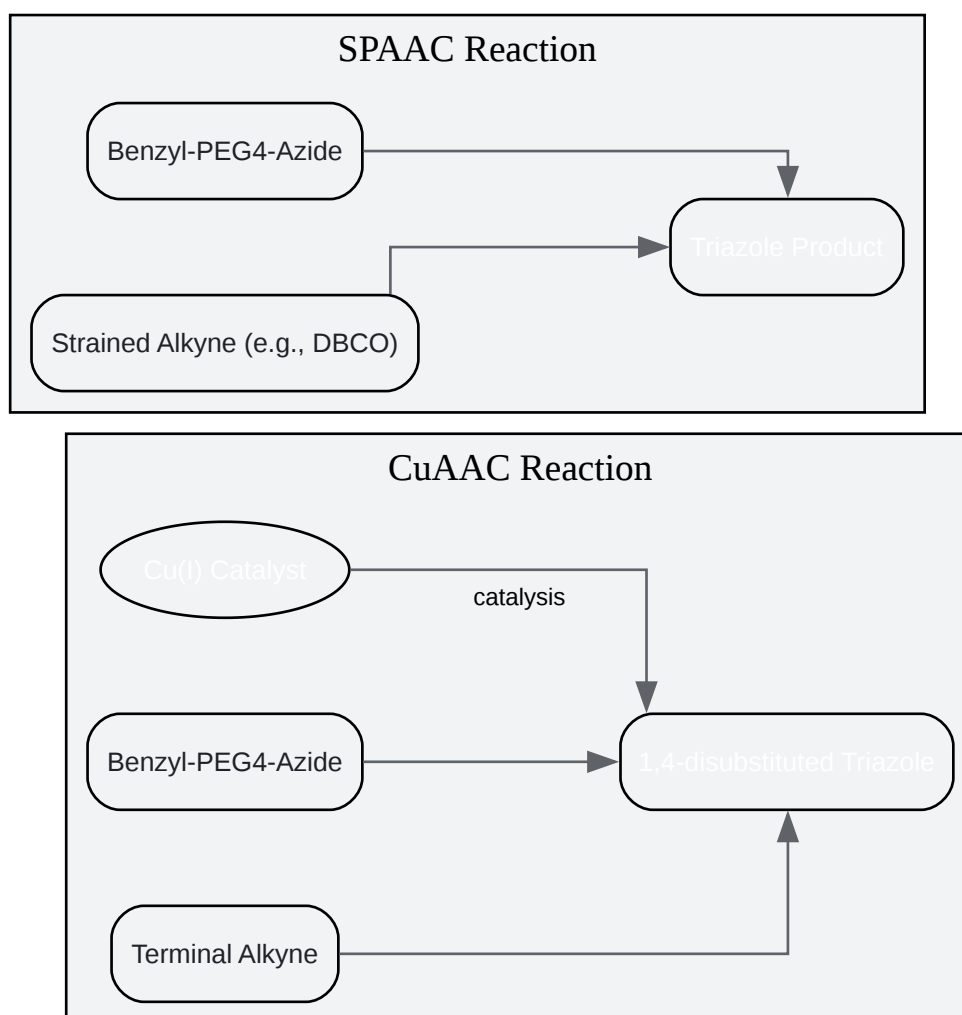 SPAAC Reaction
Benzyl-PEG4-Azide
Triazole Product
Strained Alkyne (e.g., DBCO)
CuAAC Reaction
Cu(I) Catalyst
catalysis
Benzyl-PEG4-Azide
1,4-disubstituted Triazole
Terminal Alkyne